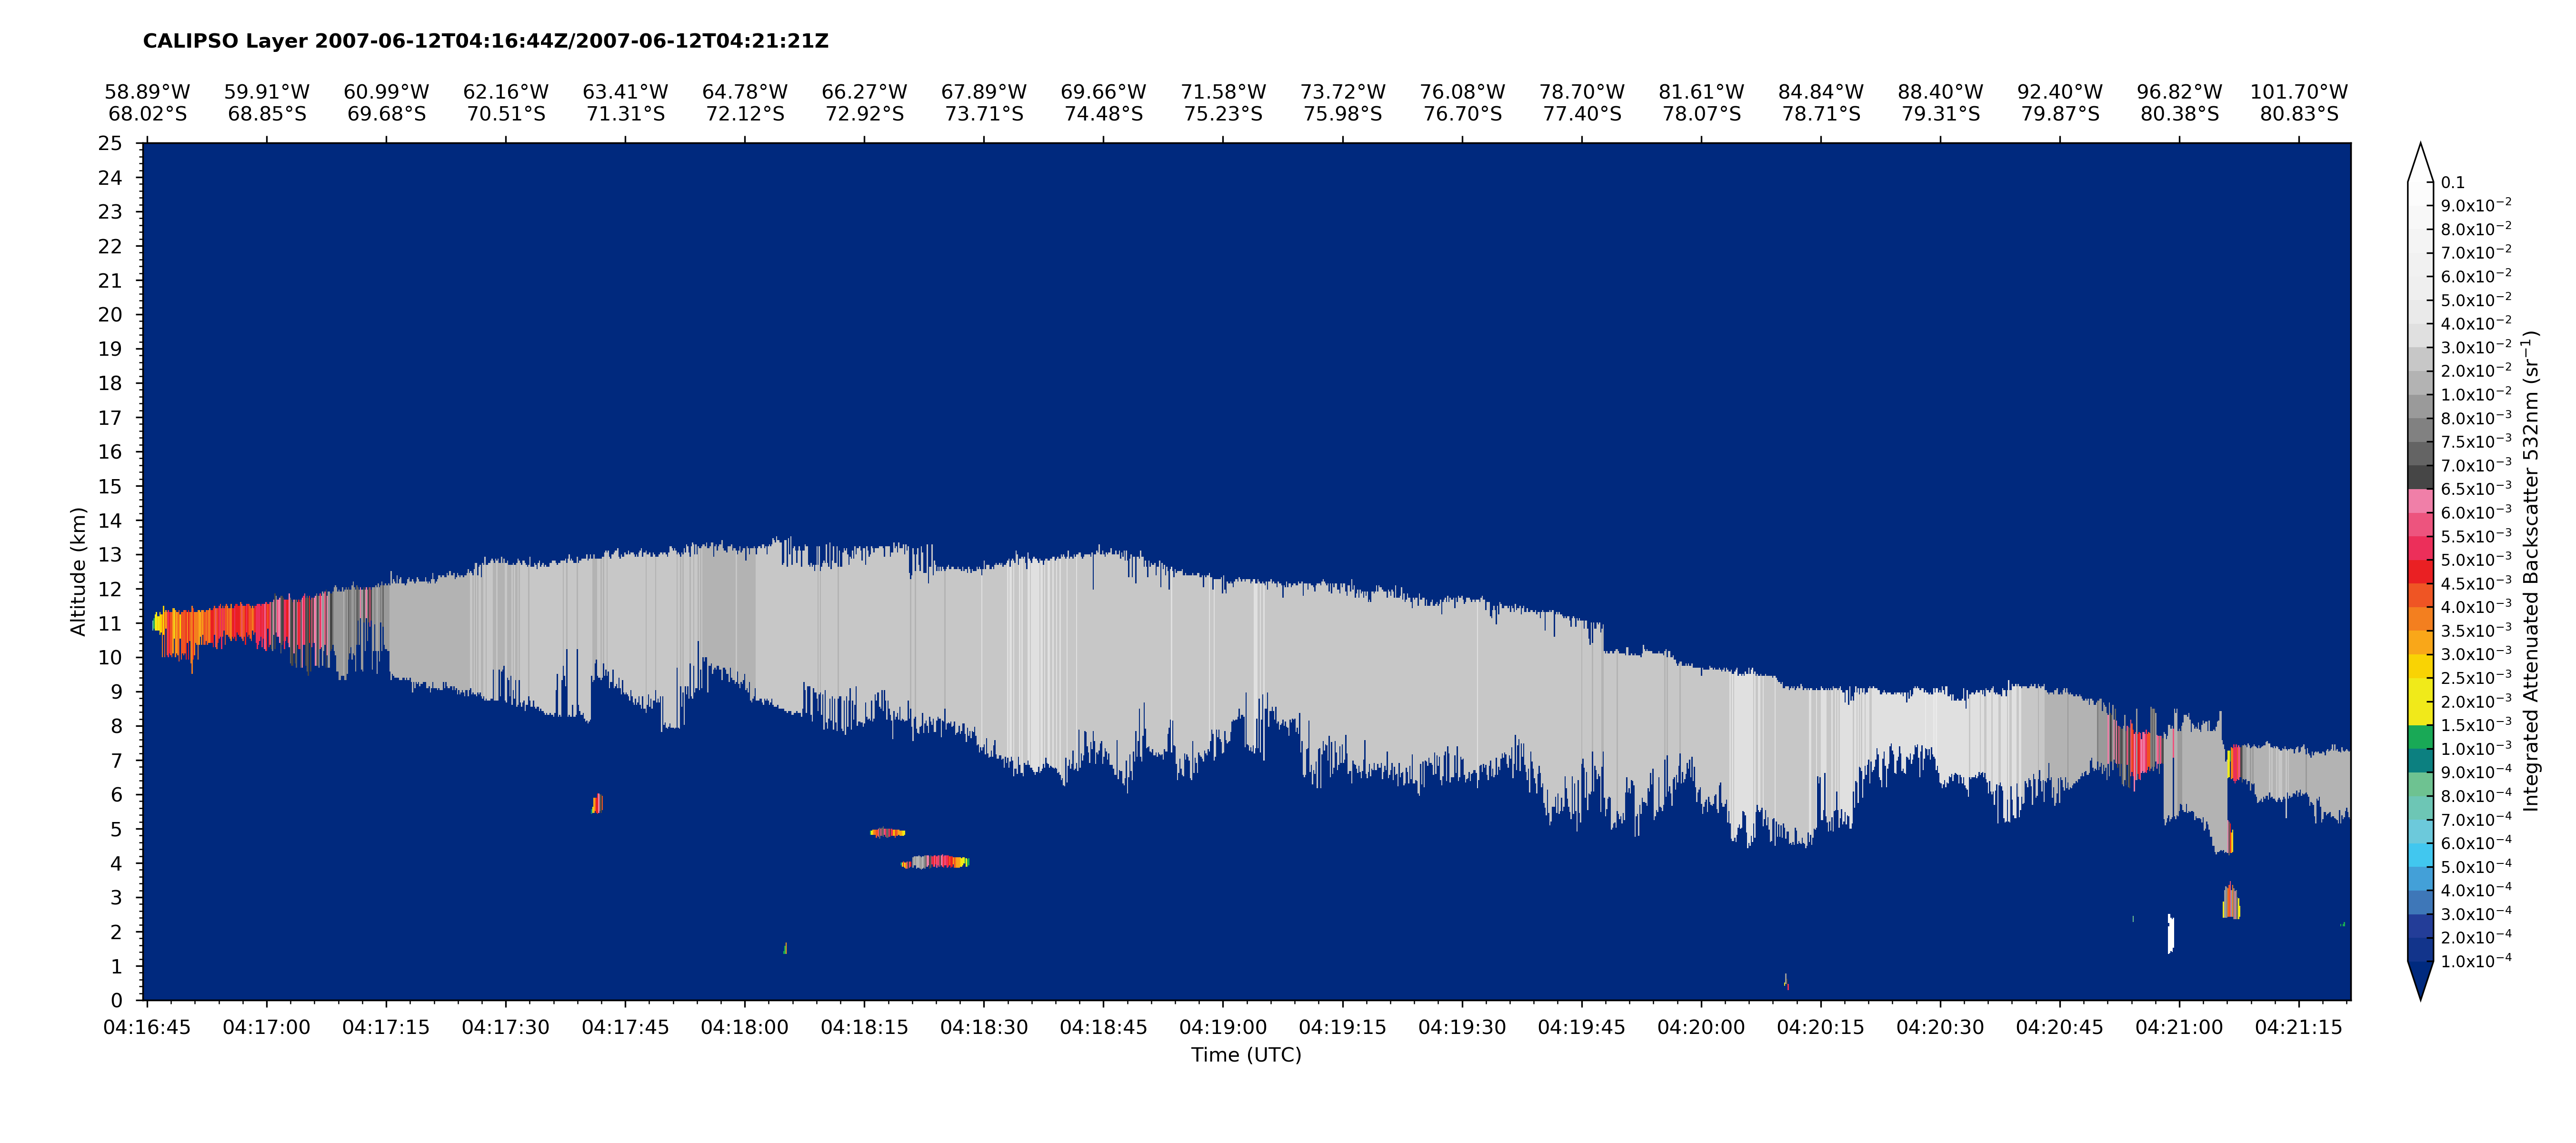 CALIPSO Layer 2007-06-12T04:16:44Z/2007-06-12T04:21:21Z
58.89°W 59.91°W 60.99°W 62.16°W 63.41°W 64.78°W 66.27°W 67.89°W 69.66°W 71.58°W 73.72°W 76.08°W 78.70°W 81.61°W 84.84°W 88.40°W 92.40°W 96.82°W 101.70°W
68.02°S 68.85°S 69.68°S 70.51°S 71.31°S 72.12°S 72.92°S 73.71°S 74.48°S 75.23°S 75.98°S 76.70°S 77.40°S 78.07°S 78.71°S 79.31°S 79.87°S 80.38°S 80.83°S
25
24
23
22
21
20
19
18
17
16
15
14
13
12
11
10
9
8
7
6
5
4
3
2
1
0
Altitude (km)
04:16:45 04:17:00 04:17:15 04:17:30 04:17:45 04:18:00 04:18:15 04:18:30 04:18:45 04:19:00 04:19:15 04:19:30 04:19:45 04:20:00 04:20:15 04:20:30 04:20:45 04:21:00 04:21:15
Time (UTC)
0.1
9.0x10⁻²
8.0x10⁻²
7.0x10⁻²
6.0x10⁻²
5.0x10⁻²
4.0x10⁻²
3.0x10⁻²
2.0x10⁻²
1.0x10⁻²
8.0x10⁻³
7.5x10⁻³
7.0x10⁻³
6.5x10⁻³
6.0x10⁻³
5.5x10⁻³
5.0x10⁻³
4.5x10⁻³
4.0x10⁻³
3.5x10⁻³
3.0x10⁻³
2.5x10⁻³
2.0x10⁻³
1.5x10⁻³
1.0x10⁻³
9.0x10⁻⁴
8.0x10⁻⁴
7.0x10⁻⁴
6.0x10⁻⁴
5.0x10⁻⁴
4.0x10⁻⁴
3.0x10⁻⁴
2.0x10⁻⁴
1.0x10⁻⁴
Integrated Attenuated Backscatter 532nm (sr⁻¹)